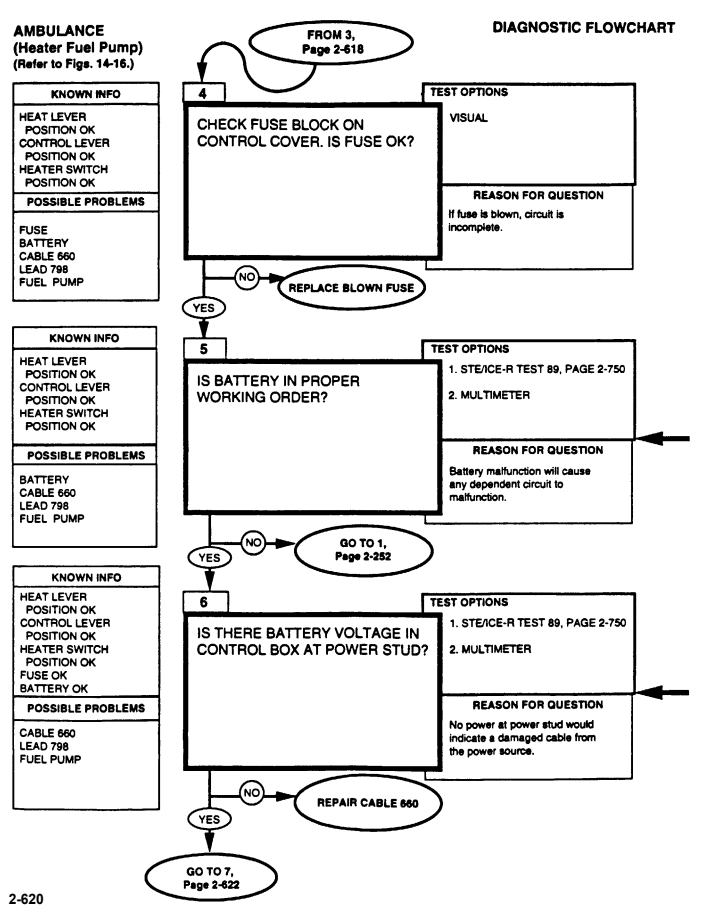 AMBULANCE
(Heater Fuel Pump)
(Refer to Figs. 14-16.)
DIAGNOSTIC FLOWCHART
FROM 3,
Page 2-618
KNOWN INFO
HEAT LEVER
POSITION OK
CONTROL LEVER
POSITION OK
HEATER SWITCH
POSITION OK
POSSIBLE PROBLEMS
FUSE
BATTERY
CABLE 660
LEAD 798
FUEL PUMP
4
CHECK FUSE BLOCK ON
CONTROL COVER. IS FUSE OK?
TEST OPTIONS
VISUAL
REASON FOR QUESTION
If fuse is blown, circuit is
incomplete.
NO
REPLACE BLOWN FUSE
YES
KNOWN INFO
HEAT LEVER
POSITION OK
CONTROL LEVER
POSITION OK
HEATER SWITCH
POSITION OK
POSSIBLE PROBLEMS
BATTERY
CABLE 660
LEAD 798
FUEL PUMP
5
IS BATTERY IN PROPER
WORKING ORDER?
TEST OPTIONS
1. STE/ICE-R TEST 89, PAGE 2-750
2. MULTIMETER
REASON FOR QUESTION
Battery malfunction will cause
any dependent circuit to
malfunction.
NO
GO TO 1,
Page 2-252
YES
KNOWN INFO
HEAT LEVER
POSITION OK
CONTROL LEVER
POSITION OK
HEATER SWITCH
POSITION OK
FUSE OK
BATTERY OK
POSSIBLE PROBLEMS
CABLE 660
LEAD 798
FUEL PUMP
6
IS THERE BATTERY VOLTAGE IN
CONTROL BOX AT POWER STUD?
TEST OPTIONS
1. STE/ICE-R TEST 89, PAGE 2-750
2. MULTIMETER
REASON FOR QUESTION
No power at power stud would
indicate a damaged cable from
the power source.
NO
REPAIR CABLE 660
YES
GO TO 7,
Page 2-622
2-620